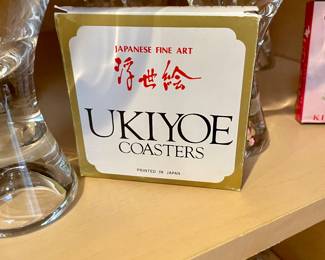 JAPANESE FINE ART
浮世絵
UKIYOE
COASTERS
PRINTED IN JAPAN